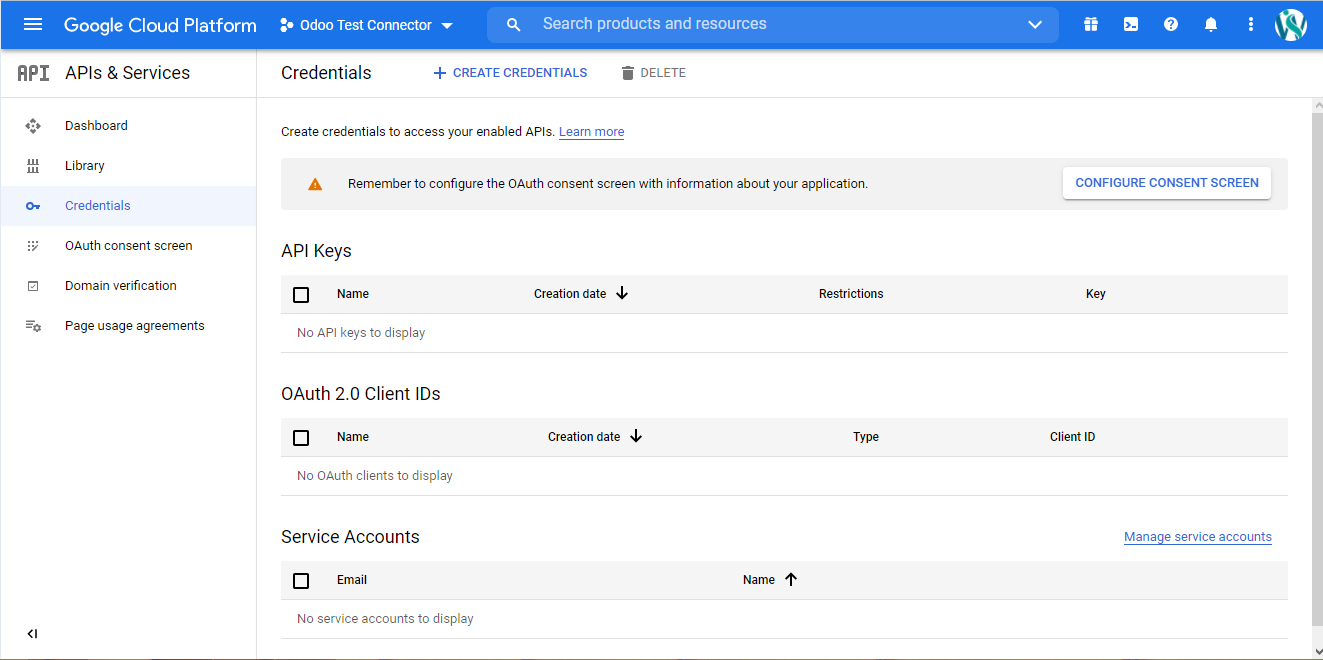 Google Cloud Platform Odoo Test Connector Search products and resources
API APIs & Services Credentials CREATE CREDENTIALS DELETE
Dashboard
Library
Credentials
OAuth consent screen
Domain verification
Page usage agreements
Create credentials to access your enabled APIs. Learn more
Remember to configure the OAuth consent screen with information about your application. CONFIGURE CONSENT SCREEN
API Keys
Name Creation date Restrictions Key
No API keys to display
OAuth 2.0 Client IDs
Name Creation date Type Client ID
No OAuth clients to display
Service Accounts Manage service accounts
Email Name
No service accounts to display